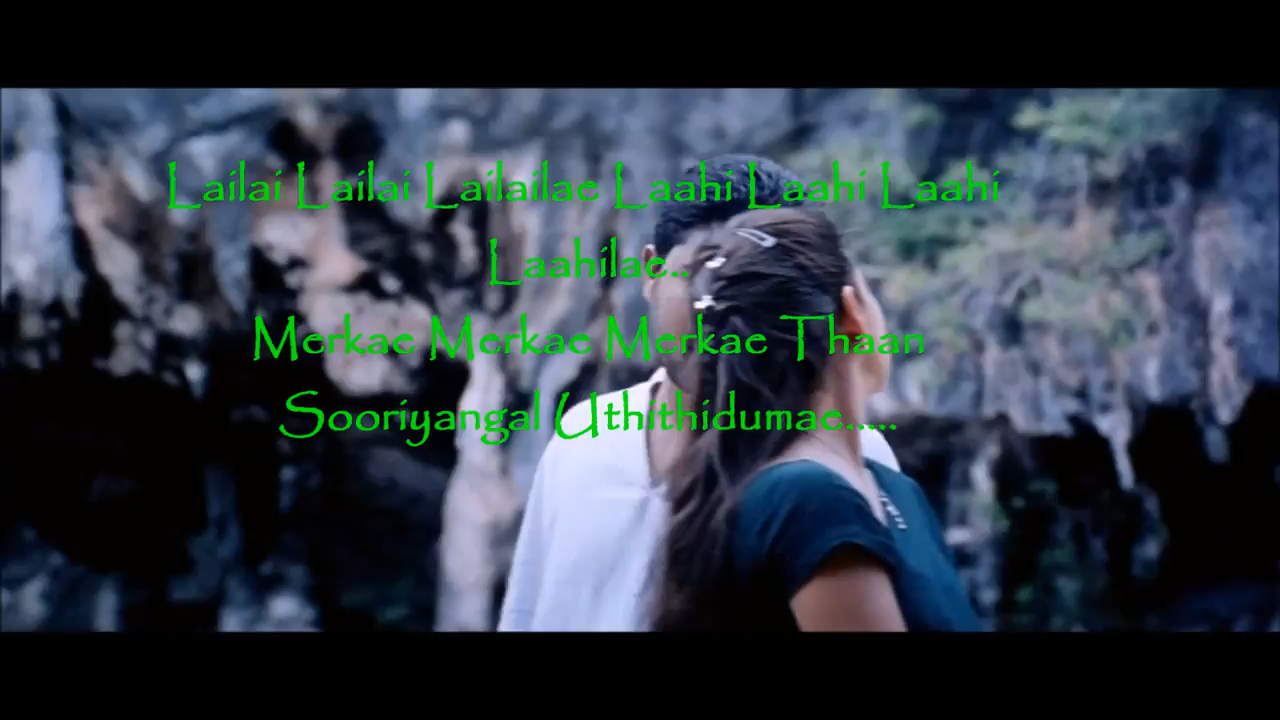 Lailai Lailai Lailailae Laahi Laahi Laahi
Laahilae..
Merkae Merkae Merkae Thaan
Sooriyangal Uthithidumae.....